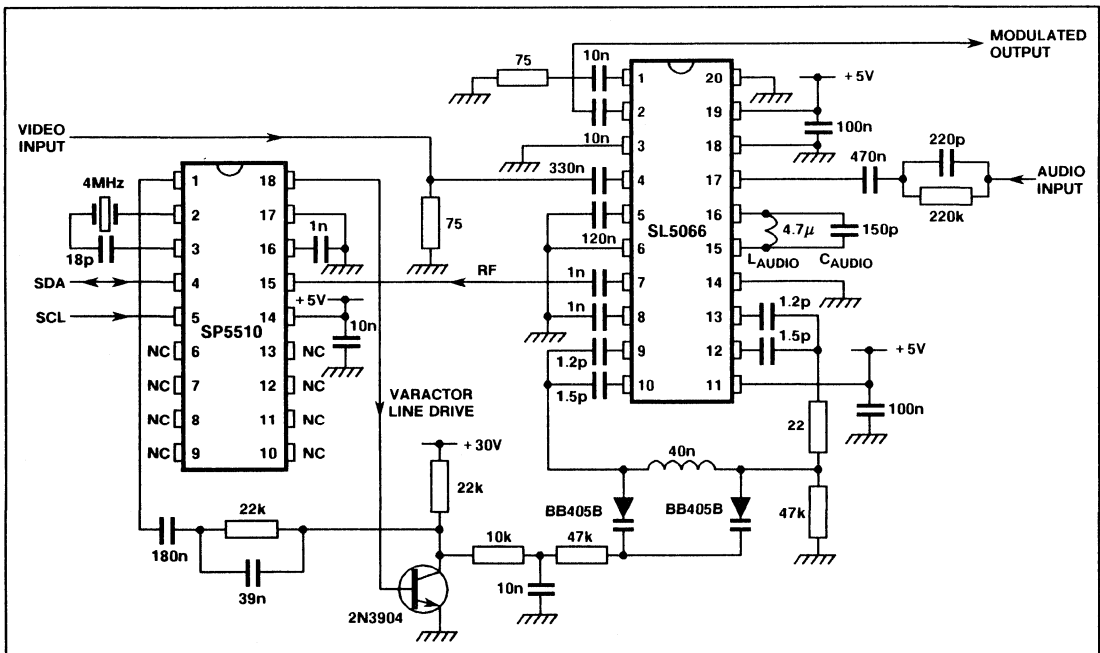 MODULATED
OUTPUT
75
10n
1
20
+5V
2
19
VIDEO
INPUT
10n
3
18
100n
470n
220p
AUDIO
INPUT
330n
4
17
220k
4MHz
1
18
75
5
16
4.7μ
150p
120n
SL5066
2
17
6
15
L AUDIO
C AUDIO
18p
3
1n
16
RF
1n
7
14
SDA
4
15
1n
8
13
1.2p
SCL
5
+5V
14
10n
SP5510
1.2p
9
12
1.5p
+5V
NC
6
13
NC
1.5p
10
11
NC
7
12
NC
VARACTOR
LINE DRIVE
100n
NC
8
11
NC
22
NC
9
10
NC
+30V
40n
22k
22k
BB405B
BB405B
47k
180n
10k
47k
39n
10n
2N3904